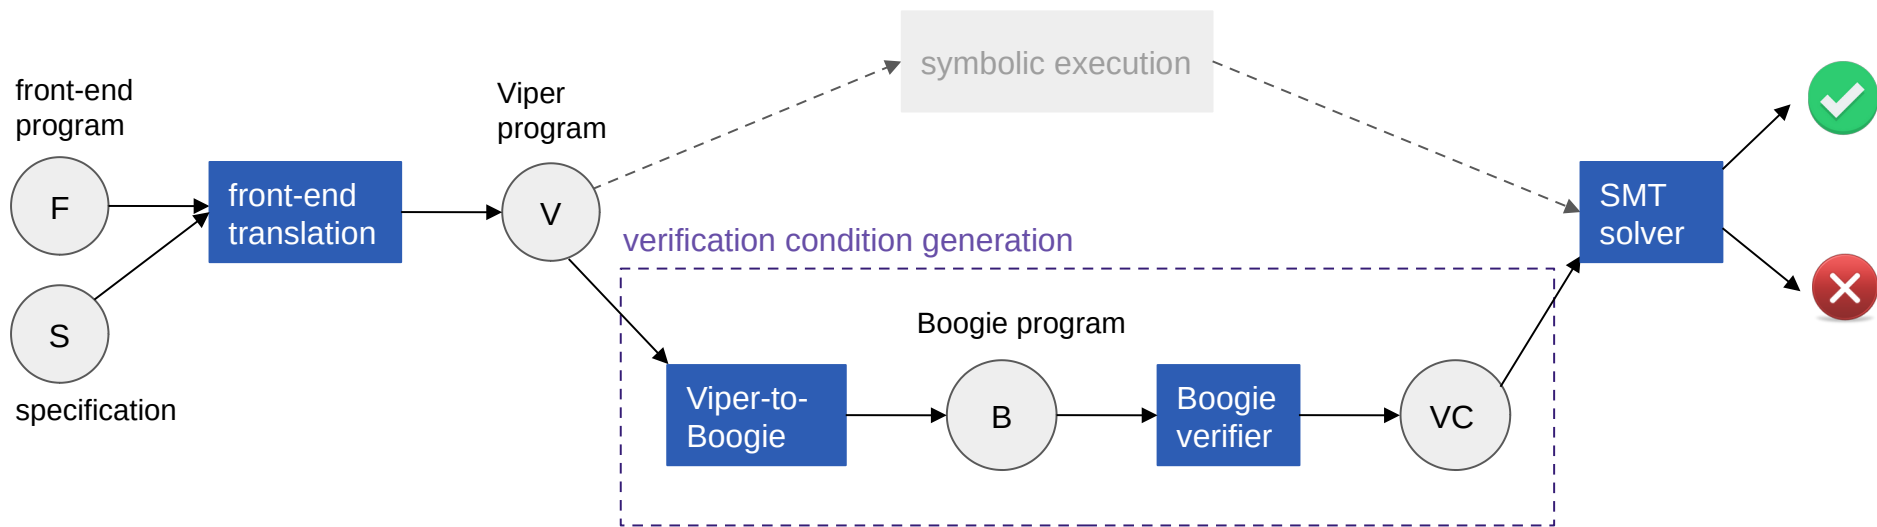 symbolic execution
front-end
program
Viper
program
F
front-end
translation
V
SMT
solver
verification condition generation
S
specification
Boogie program
Viper-to-
Boogie
B
Boogie
verifier
VC